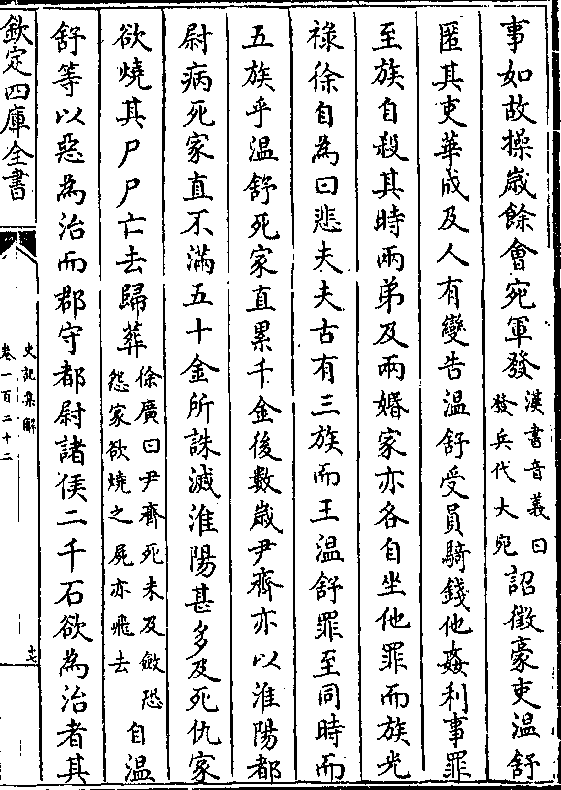 事如故操歲餘會宛軍發漢書音義曰發兵伐大宛詔徵豪吏溫舒
匿其吏華成及人有變告溫舒受員騎錢他姦利事罪
至族自殺其時兩弟及兩婚家亦各自坐他罪而族光
祿徐自為曰悲夫夫古有三族而王溫舒罪至同時而
五族乎溫舒死家直累千金後數歲尹齊亦以淮陽都
尉病死家直不滿五十金所誅滅淮陽甚多及死仇家
欲燒其尸尸亡去歸葬徐廣曰尹齊死未及斂恐怨家欲燒之屍亦飛去自溫
舒等以惡為治而郡守都尉諸侯二千石欲為治者其
欽定四庫全書
史記集解
卷一百二十二
十七